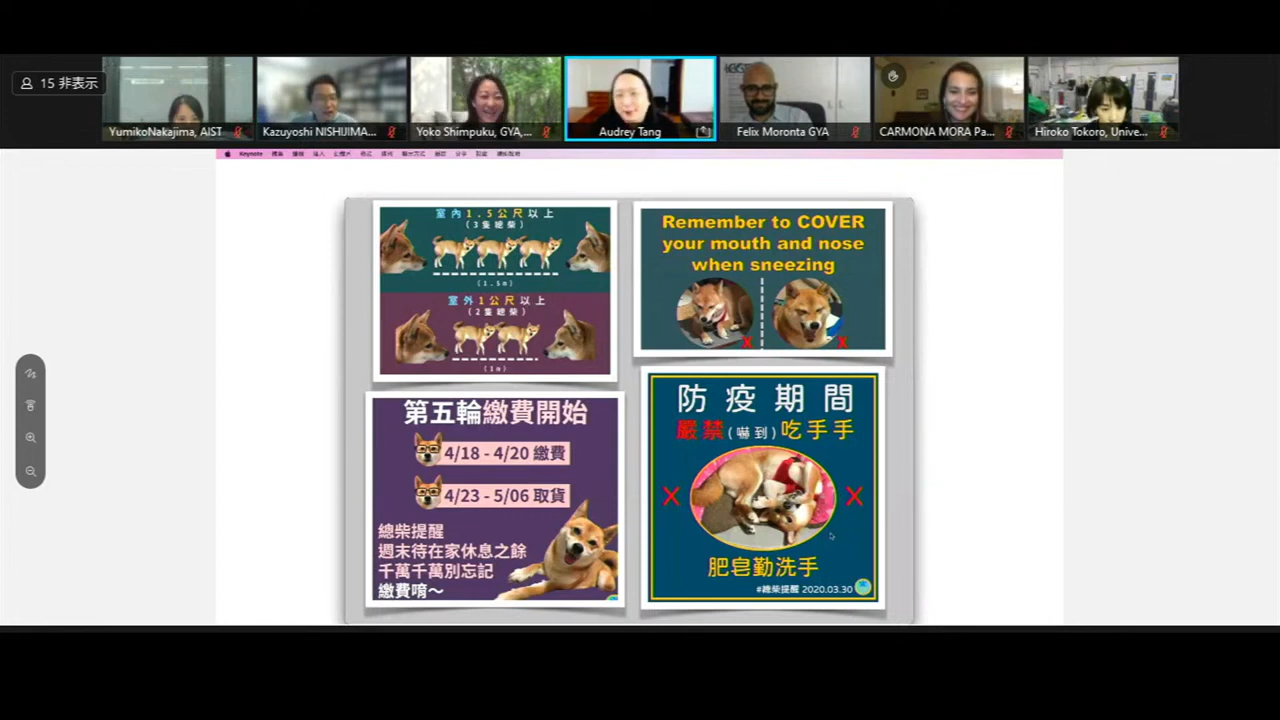 15 非表示
YumikoNakajima, AIST
Kazuyoshi NISHIJIMA...
Yoko Shimpuku, GYA,...
Audrey Tang
Felix Moronta GYA
CARMONA MORA Pa...
Hiroko Tokoro, Unive...
Keynote
室內1.5公尺以上
(3隻總柴)
(1.5m)
室外1公尺以上
(2隻總柴)
(1m)
Remember to COVER
your mouth and nose
when sneezing
X X
第五輪繳費開始
4/18 - 4/20 繳費
4/23 - 5/06 取貨
總柴提醒
週末待在家休息之餘
千萬千萬別忘記
繳費唷～
防疫期間
嚴禁(嚇到)吃手手
X X
肥皂勤洗手
#總柴提醒 2020.03.30